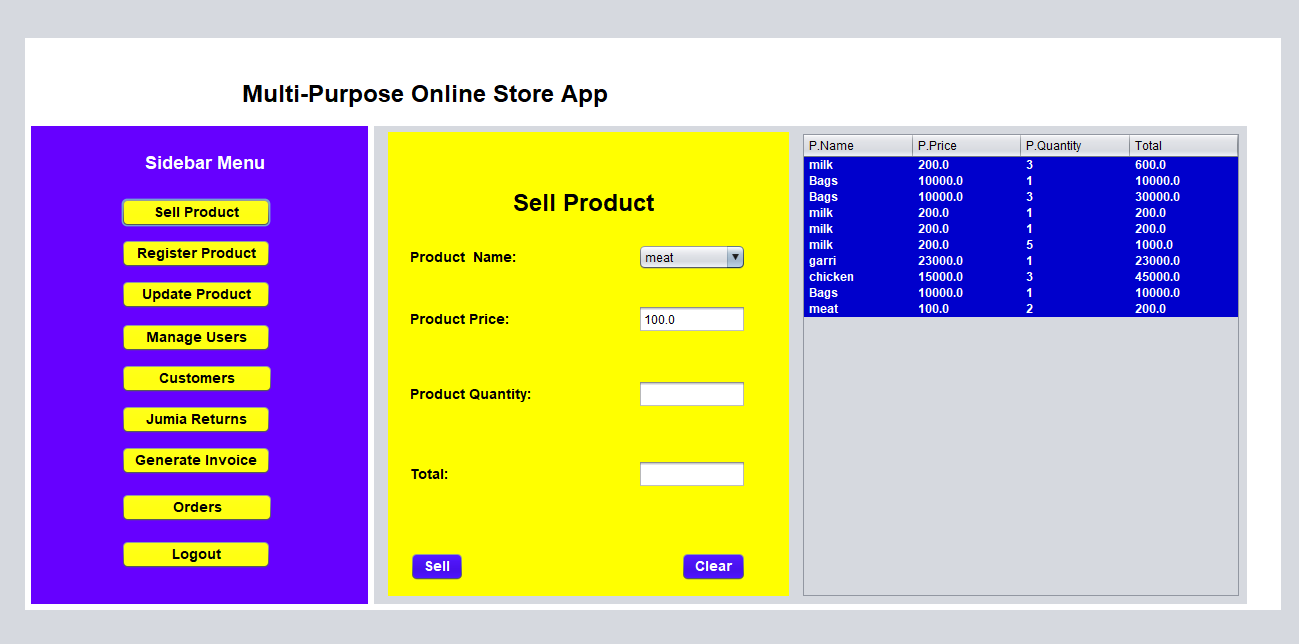 Multi-Purpose Online Store App
Sidebar Menu
Sell Product
Register Product
Update Product
Manage Users
Customers
Jumia Returns
Generate Invoice
Orders
Logout
Sell Product
Product Name: meat
Product Price: 100.0
Product Quantity:
Total:
Sell Clear
P.Name P.Price P.Quantity Total
milk 200.0 3 600.0
Bags 10000.0 1 10000.0
Bags 10000.0 3 30000.0
milk 200.0 1 200.0
milk 200.0 1 200.0
milk 200.0 5 1000.0
garri 23000.0 1 23000.0
chicken 15000.0 3 45000.0
Bags 10000.0 1 10000.0
meat 100.0 2 200.0